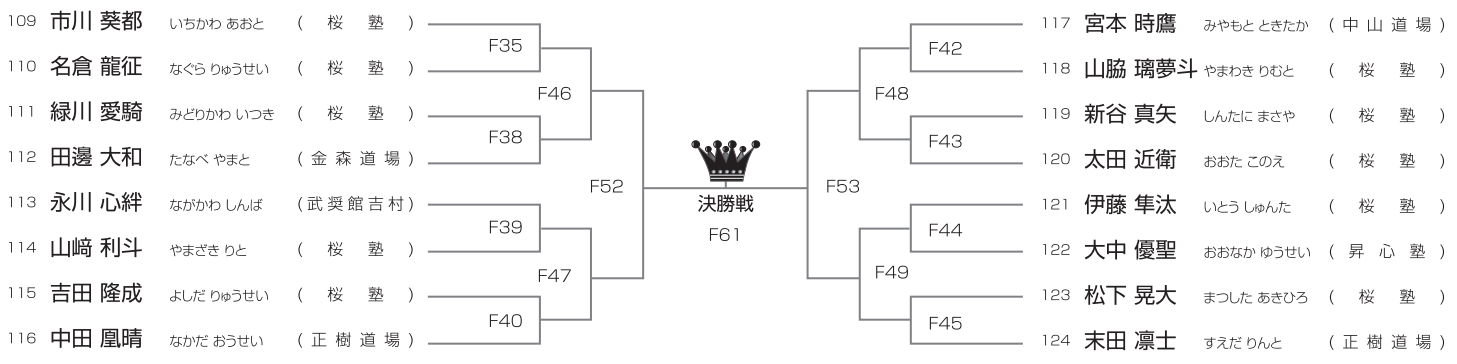 109 市川 葵都 いちかわ あおと ( 桜 塾 )
110 名倉 龍征 なぐら りゅうせい ( 桜 塾 )
111 緑川 愛騎 みどりかわ いつき ( 桜 塾 )
112 田邊 大和 たなべ やまと ( 金森道場 )
113 永川 心絆 ながかわ しんば (武奨館吉村)
114 山﨑 利斗 やまざき りと ( 桜 塾 )
115 吉田 隆成 よしだ りゅうせい ( 桜 塾 )
116 中田 凰晴 なかだ おうせい ( 正樹道場 )
F35
F38
F39
F40
F46
F47
F52
決勝戦
F61
F53
F48
F49
F42
F43
F44
F45
117 宮本 時鷹 みやもと ときたか ( 中山道場 )
118 山脇 璃夢斗 やまわき りむと ( 桜 塾 )
119 新谷 真矢 しんたに まさや ( 桜 塾 )
120 太田 近衛 おおた このえ ( 桜 塾 )
121 伊藤 隼汰 いとう しゅんた ( 桜 塾 )
122 大中 優聖 おおなか ゆうせい ( 昇 心 塾 )
123 松下 晃大 まつした あきひろ ( 桜 塾 )
124 末田 凛士 すえだ りんと ( 正樹道場 )